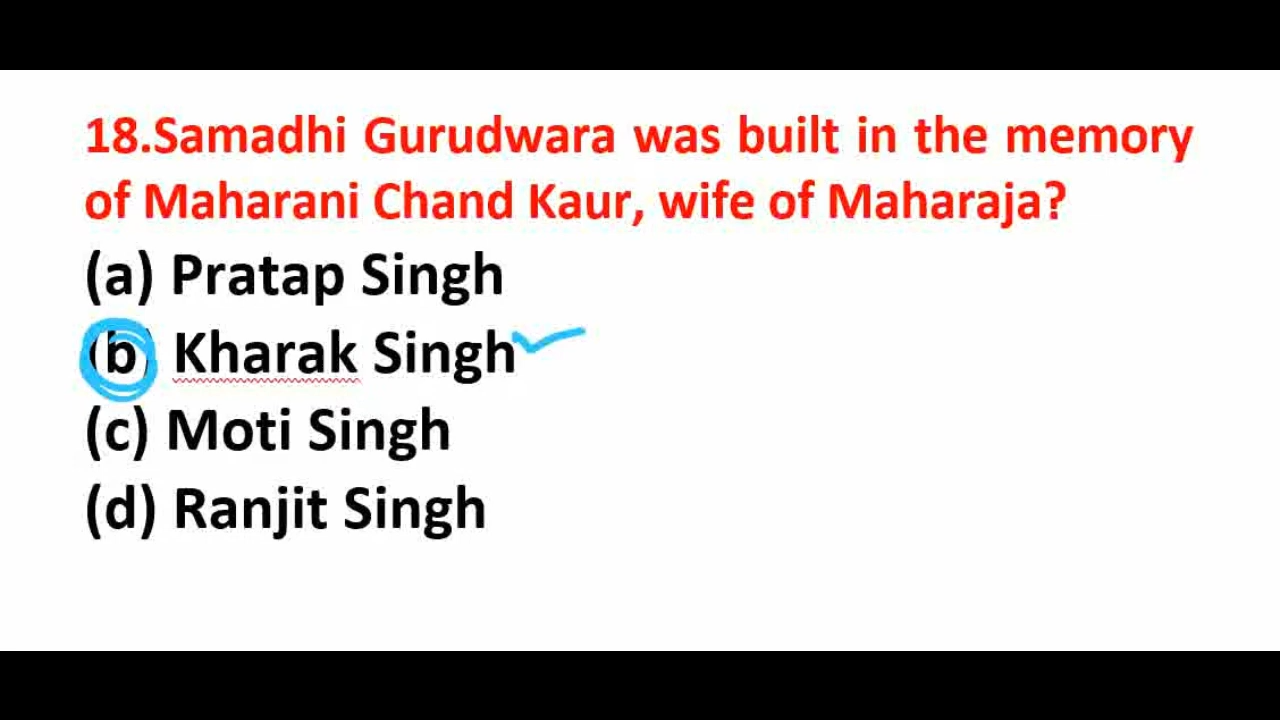 18.Samadhi Gurudwara was built in the memory
of Maharani Chand Kaur, wife of Maharaja?
(a) Pratap Singh
(b) Kharak Singh
(c) Moti Singh
(d) Ranjit Singh